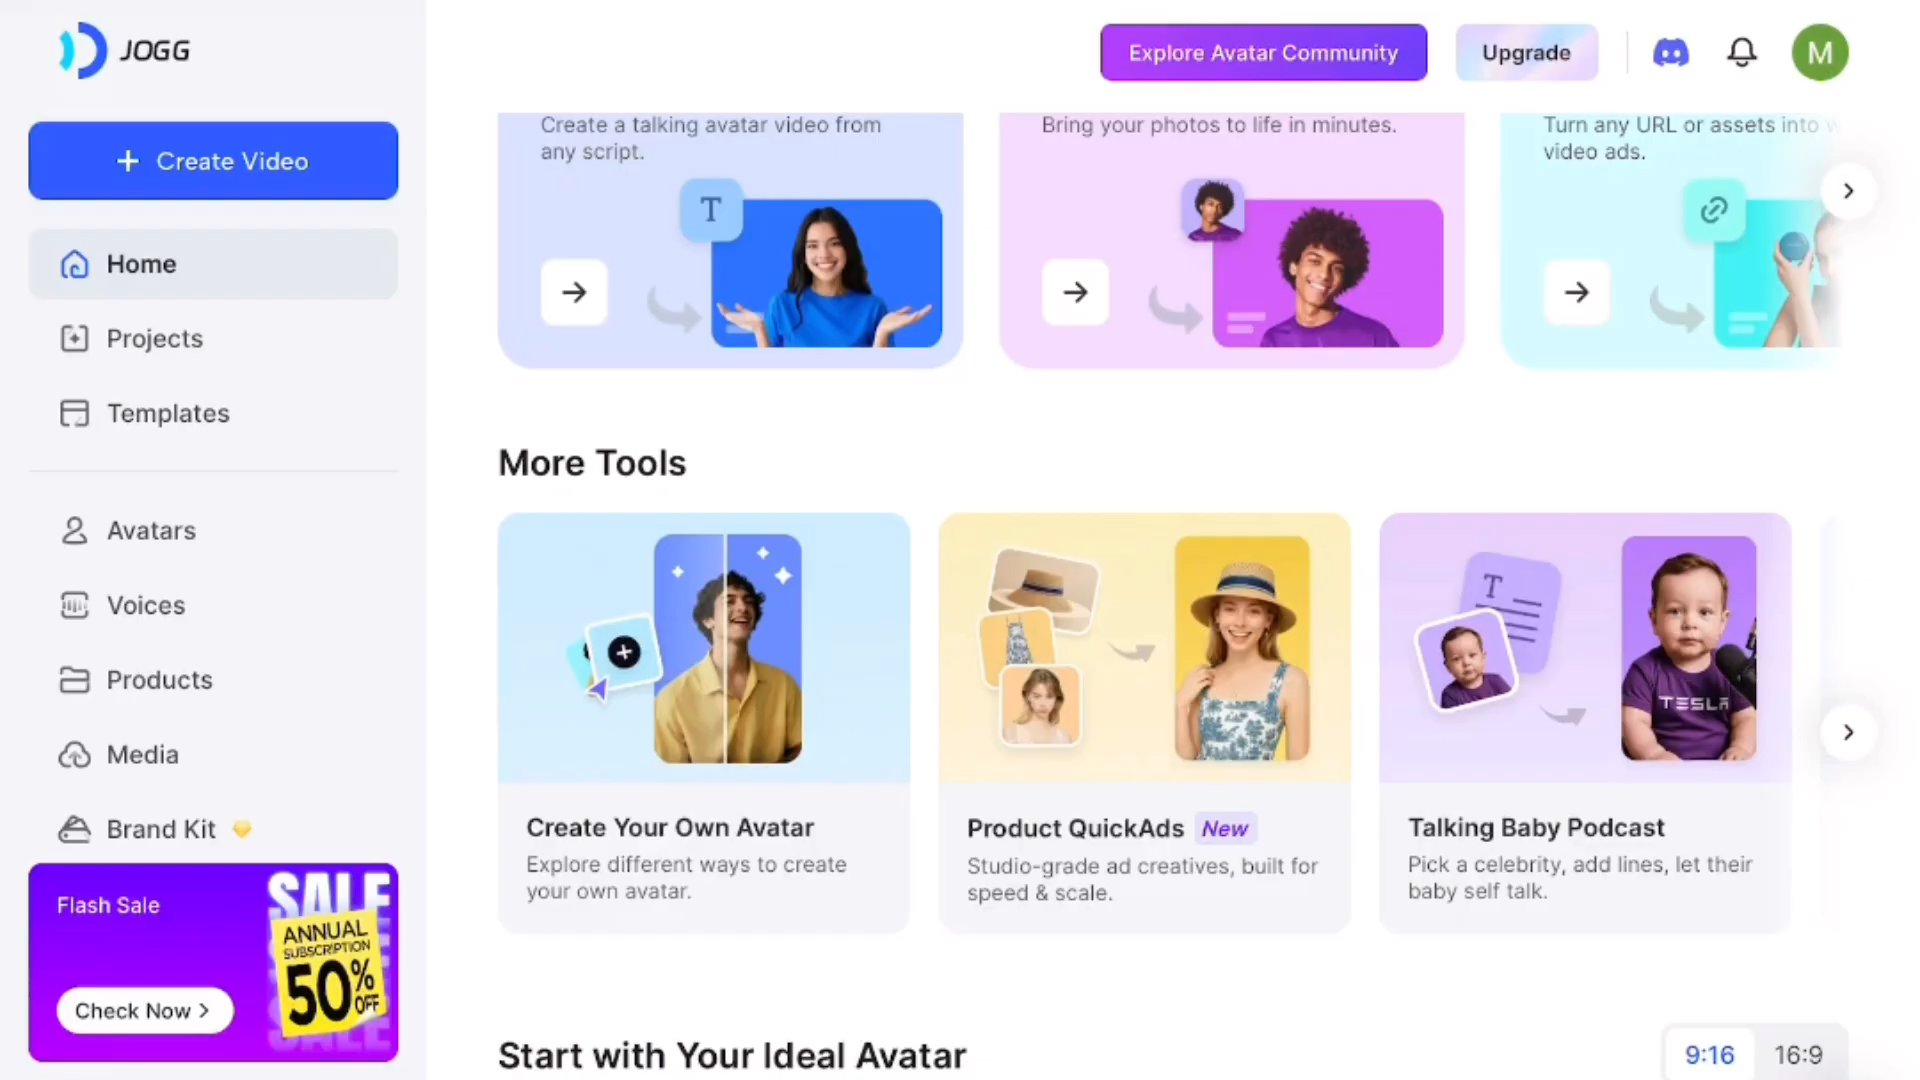 JOGG
Explore Avatar Community
Upgrade
M
+ Create Video
Home
Projects
Templates
Avatars
Voices
Products
Media
Brand Kit
Flash Sale
Check Now >
SALE
ANNUAL
SUBSCRIPTION
50% OFF
SALE
Create a talking avatar video from
any script.
T
Bring your photos to life in minutes.
Turn any URL or assets into
video ads.
More Tools
Create Your Own Avatar
Explore different ways to create
your own avatar.
Product QuickAds New
Studio-grade ad creatives, built for
speed & scale.
T
TESLA
Talking Baby Podcast
Pick a celebrity, add lines, let their
baby self talk.
Start with Your Ideal Avatar
9:16
16:9